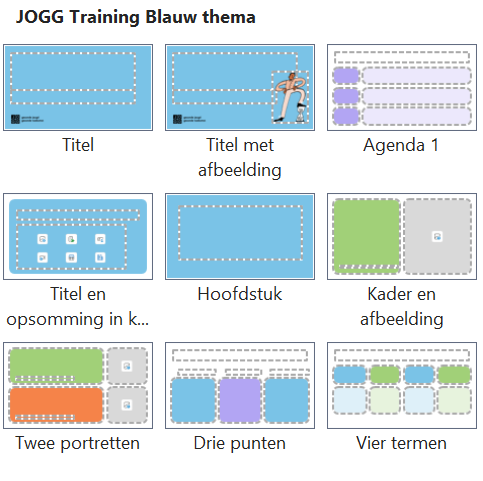 JOGG Training Blauw thema
Titel
Titel met
afbeelding
Agenda 1
Titel en
opsomming in k...
Hoofdstuk
Kader en
afbeelding
Twee portretten
Drie punten
Vier termen